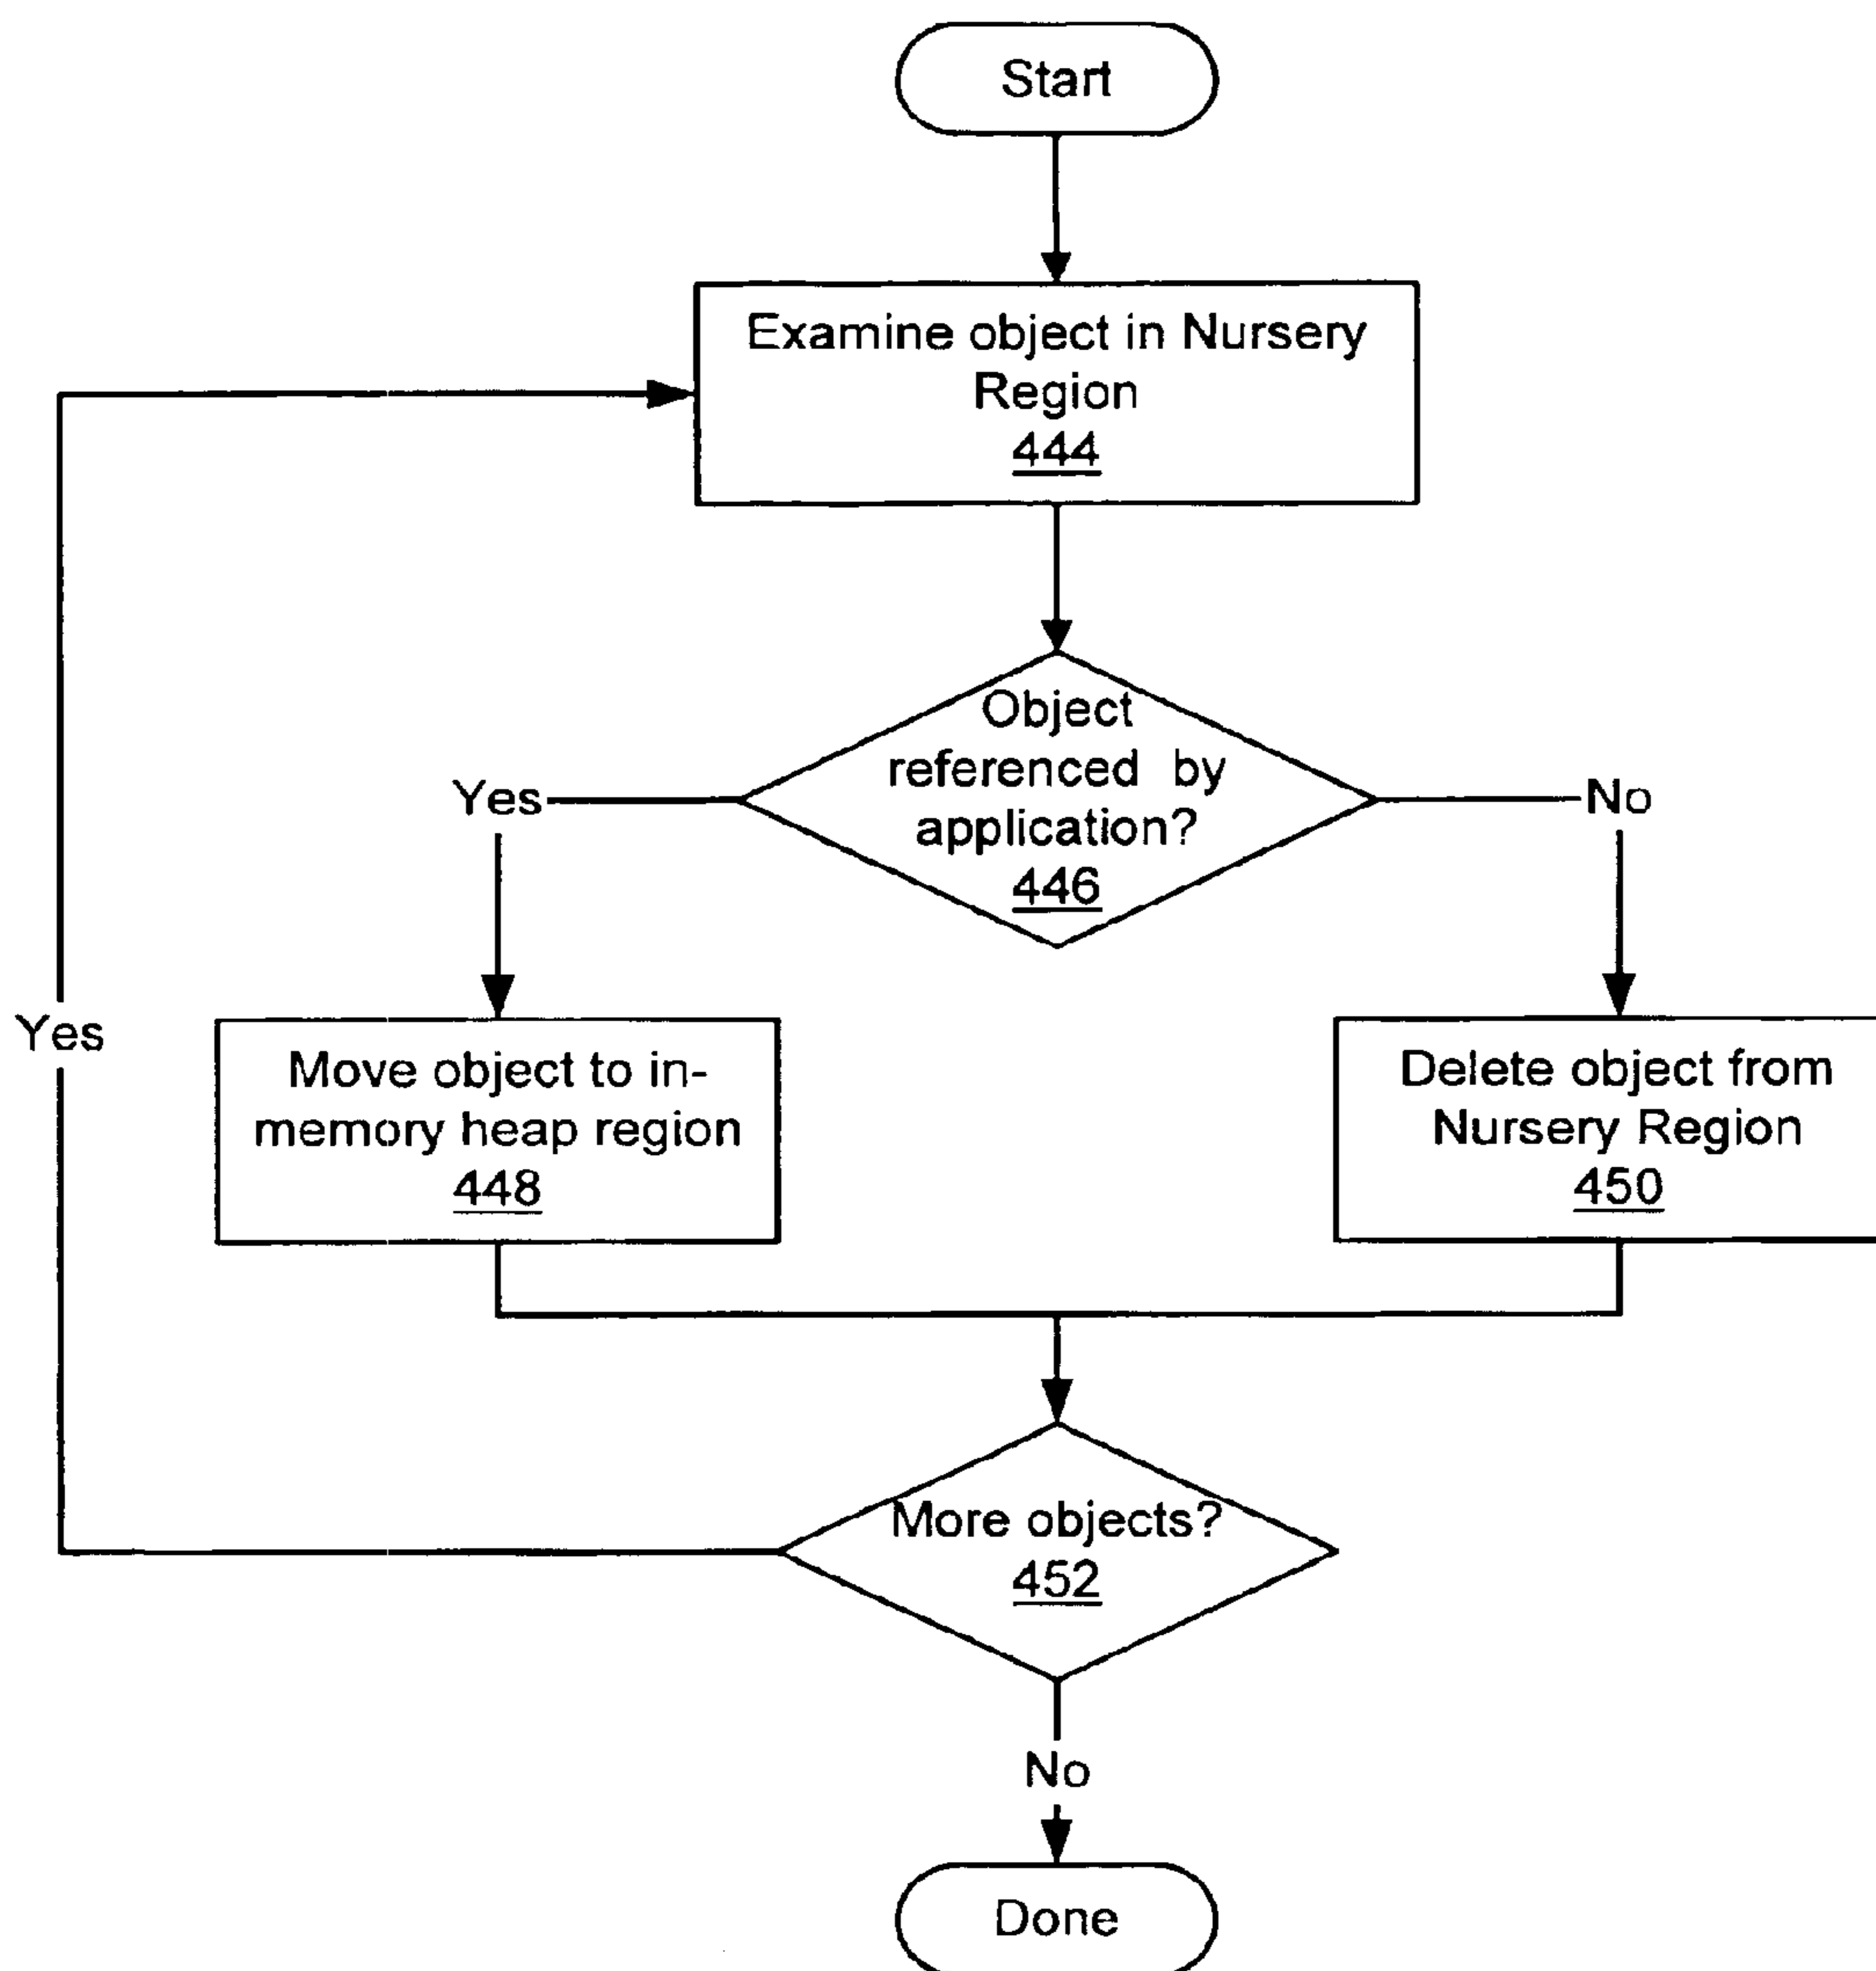 Start
Examine object in Nursery
Region
444
Object
referenced by
application?
446
Yes
No
Yes
Move object to in-
memory heap region
448
Delete object from
Nursery Region
450
More objects?
452
No
Done